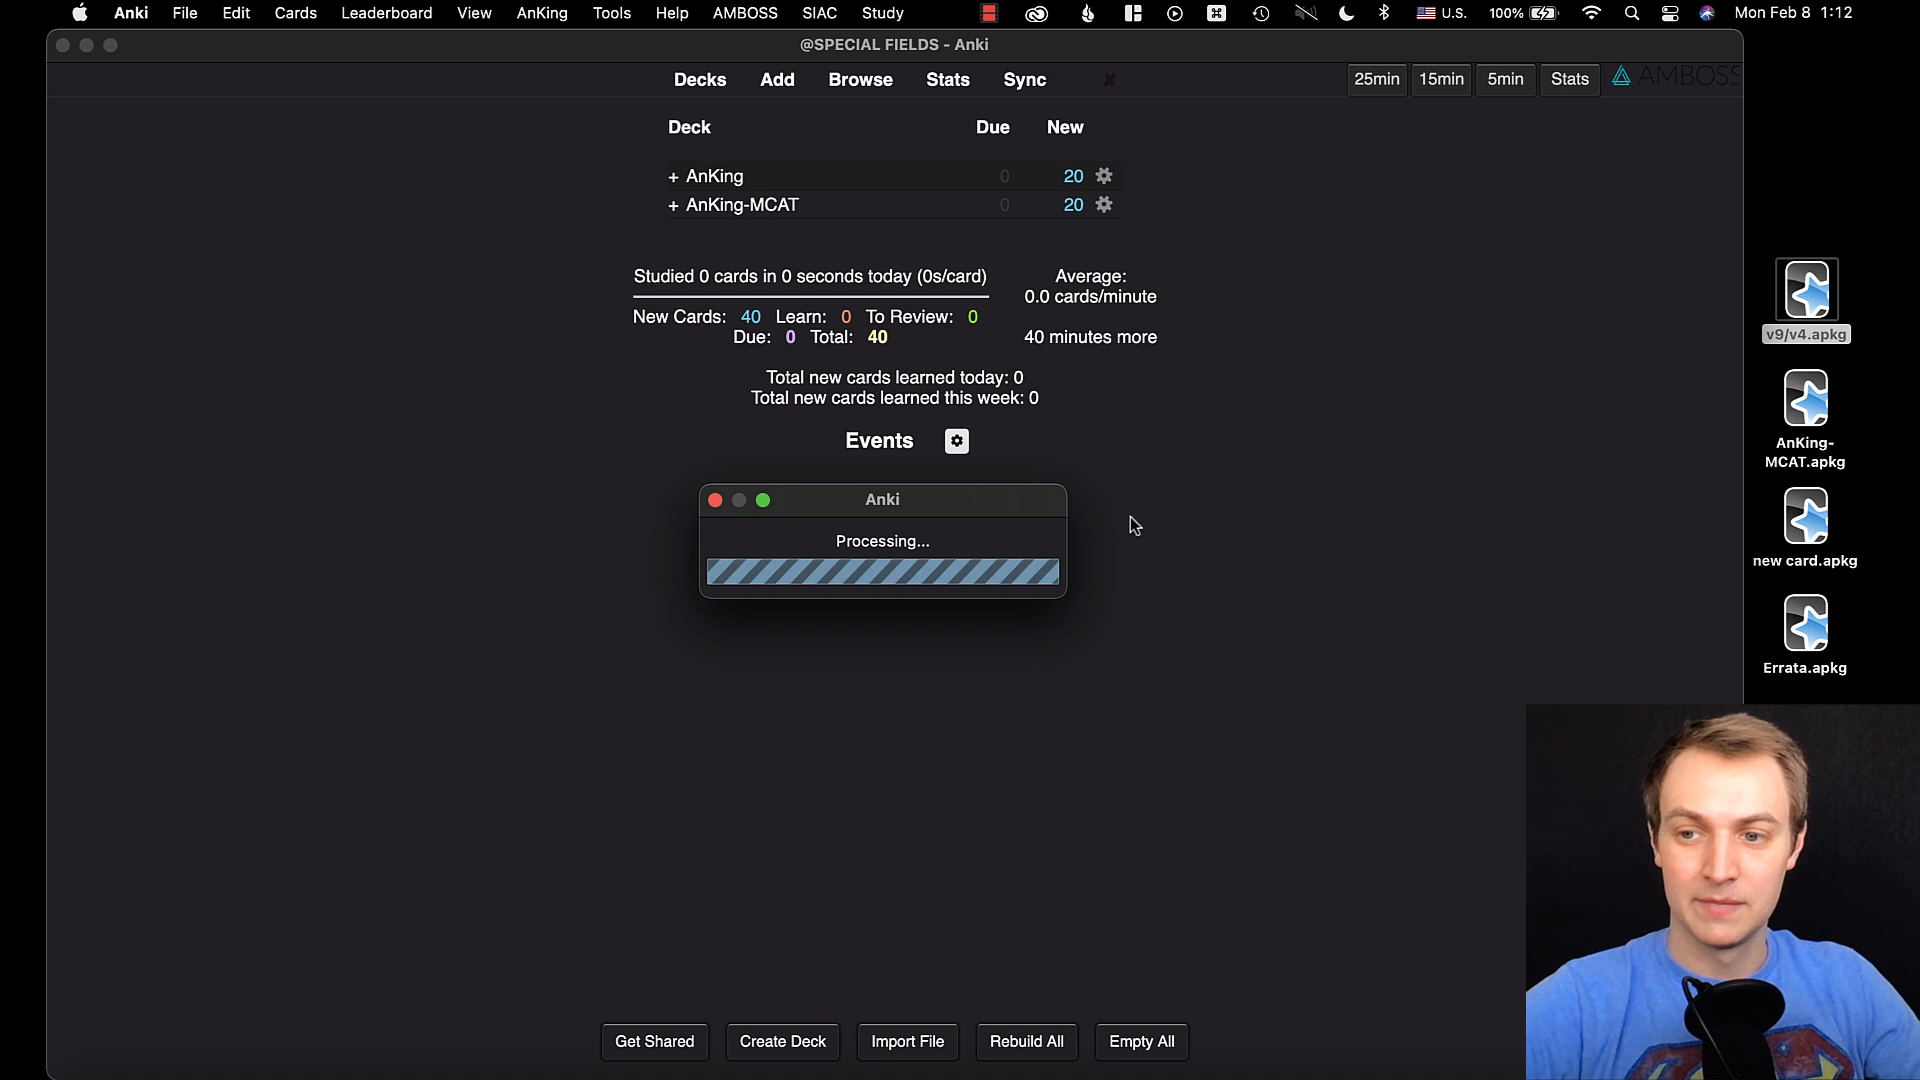 Anki File Edit Cards Leaderboard View AnKing Tools Help AMBOSS SIAC Study U.S. 100% Mon Feb 8 1:12
@SPECIAL FIELDS - Anki
Decks Add Browse Stats Sync ✘ 25min 15min 5min Stats AMBOSS
Deck Due New
+ AnKing 0 20
+ AnKing-MCAT 0 20
Studied 0 cards in 0 seconds today (0s/card)
New Cards: 40 Learn: 0 To Review: 0
Due: 0 Total: 40
Average:
0.0 cards/minute
40 minutes more
Total new cards learned today: 0
Total new cards learned this week: 0
Events
Anki
Processing...
v9/v4.apkg
AnKing-
MCAT.apkg
new card.apkg
Errata.apkg
Get Shared Create Deck Import File Rebuild All Empty All